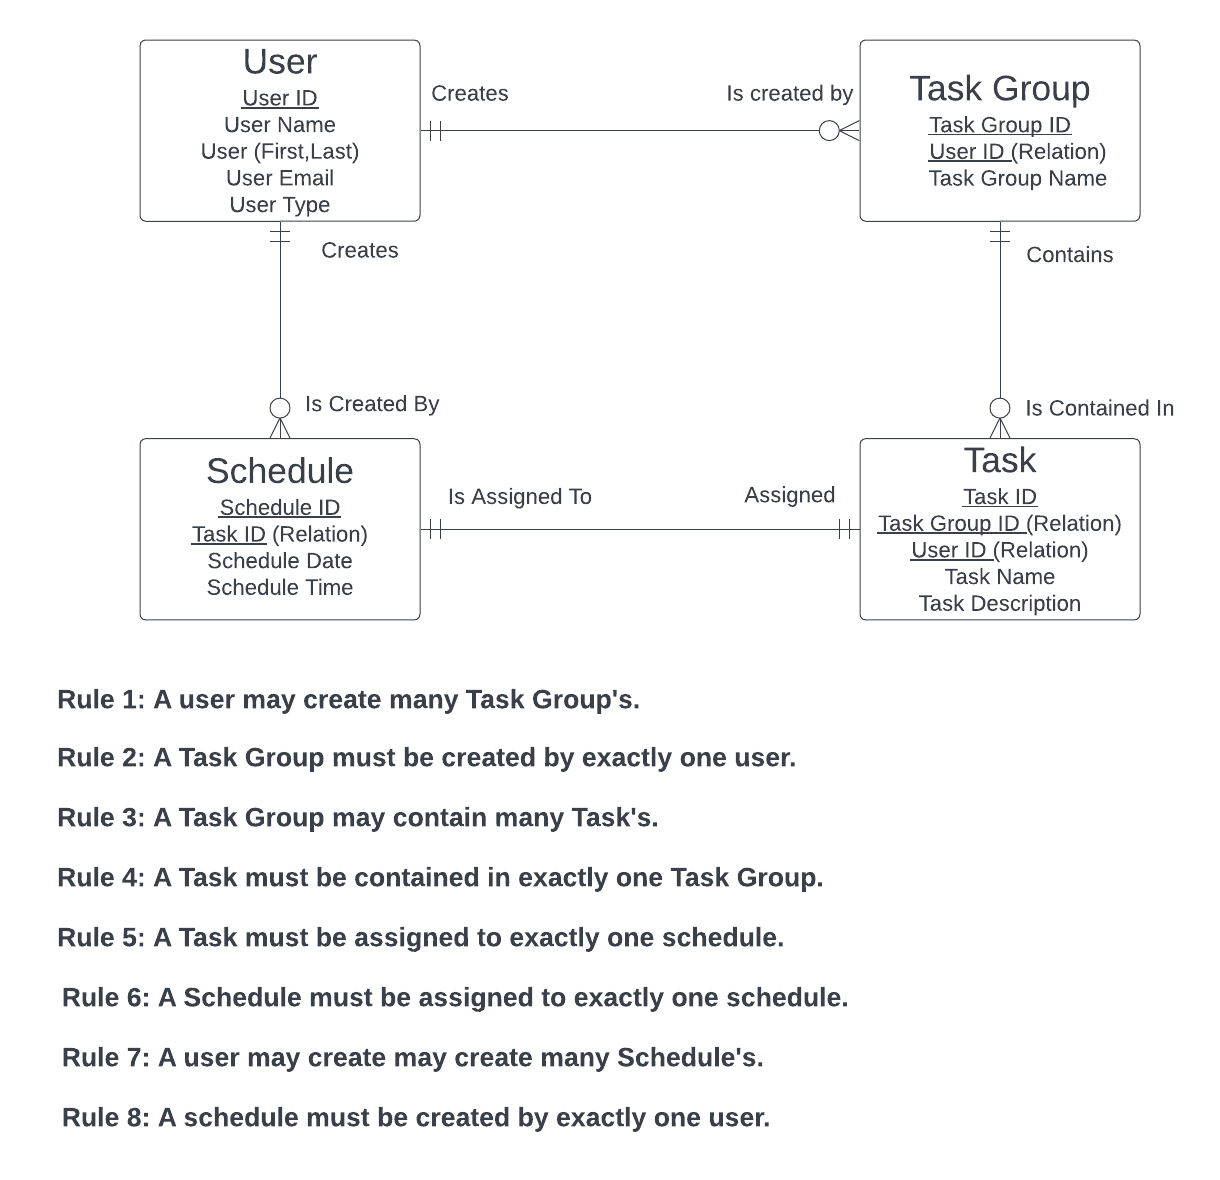 User
User ID
User Name
User (First,Last)
User Email
User Type
Creates
Is created by
Task Group
Task Group ID
User ID (Relation)
Task Group Name
Creates
Contains
Is Created By
Is Contained In
Schedule
Schedule ID
Task ID (Relation)
Schedule Date
Schedule Time
Is Assigned To
Assigned
Task
Task ID
Task Group ID (Relation)
User ID (Relation)
Task Name
Task Description
Rule 1: A user may create many Task Group's.
Rule 2: A Task Group must be created by exactly one user.
Rule 3: A Task Group may contain many Task's.
Rule 4: A Task must be contained in exactly one Task Group.
Rule 5: A Task must be assigned to exactly one schedule.
Rule 6: A Schedule must be assigned to exactly one schedule.
Rule 7: A user may create may create many Schedule's.
Rule 8: A schedule must be created by exactly one user.